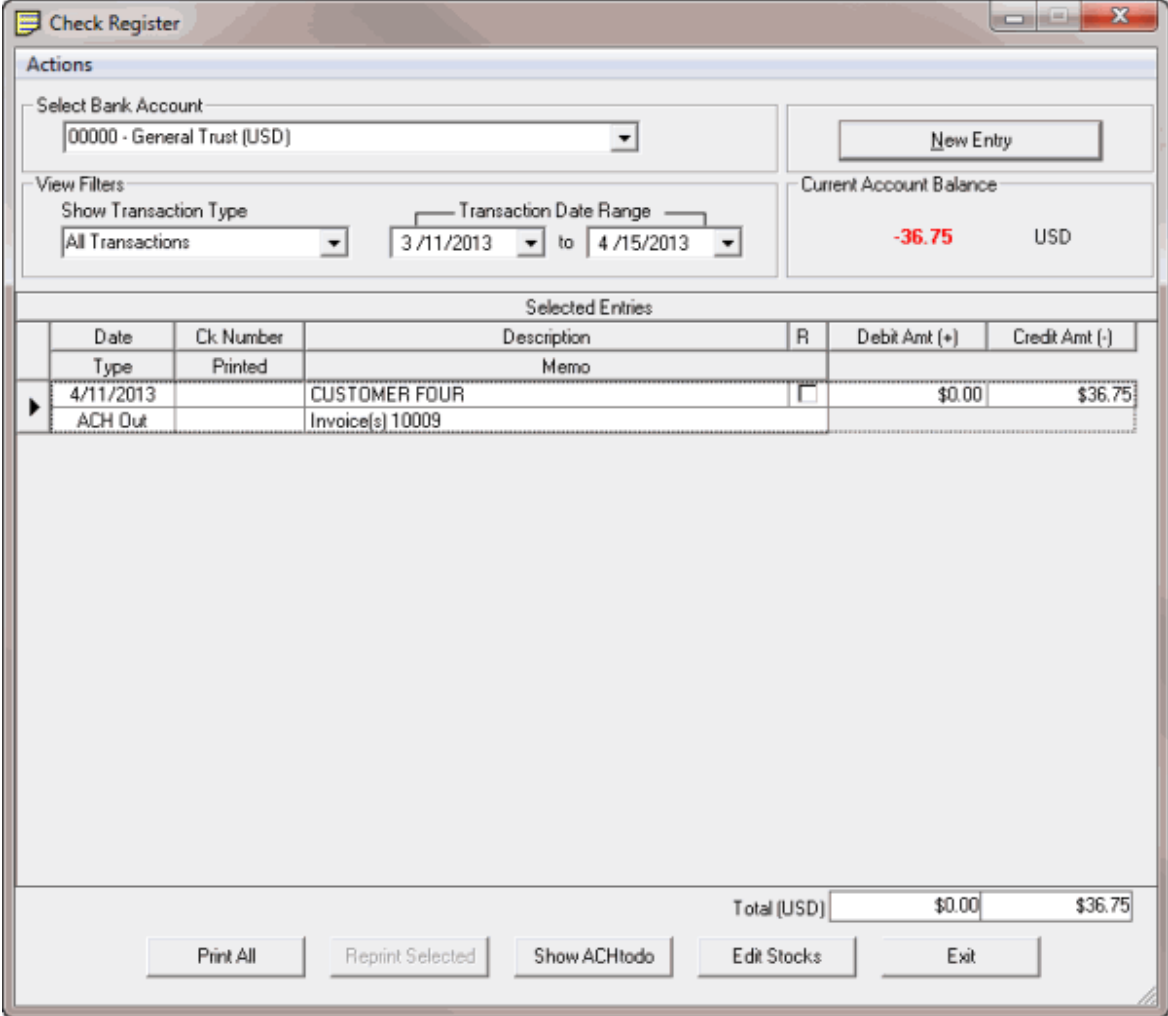 Check Register
Actions
Select Bank Account
00000 - General Trust (USD)
New Entry
View Filters
Current Account Balance
Show Transaction Type
Transaction Date Range
All Transactions
3 /11/2013 to 4 /15/2013
-36.75 USD
Selected Entries
Date Ck Number Description R Debit Amt (+) Credit Amt (-)
Type Printed Memo
4/11/2013 CUSTOMER FOUR $0.00 $36.75
ACH Out Invoice(s) 10009
Total (USD) $0.00 $36.75
Print All Reprint Selected Show ACHtodo Edit Stocks Exit